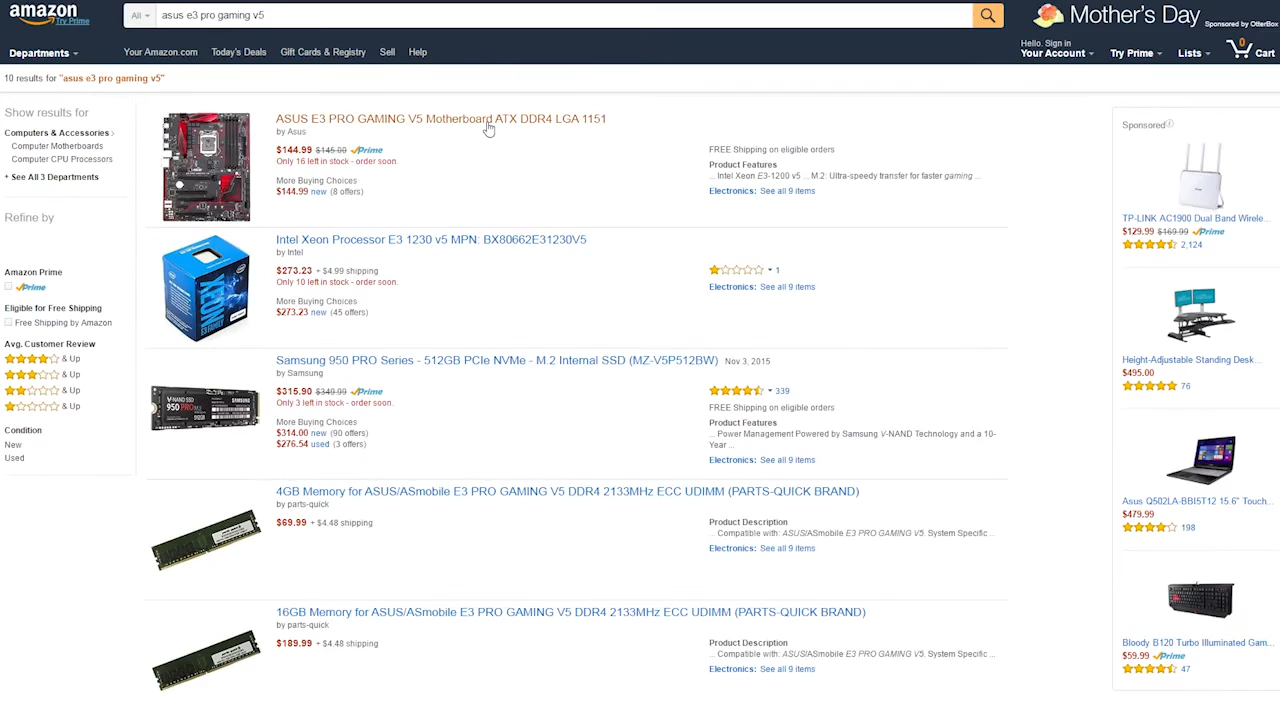 amazon
Try Prime
All
asus e3 pro gaming v5
Mother's Day
Sponsored by OtterBox
Departments
Your Amazon.com
Today's Deals
Gift Cards & Registry
Sell
Help
Hello. Sign in
Your Account
Try Prime
Lists
0
Cart
10 results for "asus e3 pro gaming v5"
Show results for
Computers & Accessories
Computer Motherboards
Computer CPU Processors
+ See All 3 Departments
Refine by
Amazon Prime
Prime
Eligible for Free Shipping
Free Shipping by Amazon
Avg. Customer Review
& Up
& Up
& Up
& Up
Condition
New
Used
ASUS E3 PRO GAMING V5 Motherboard ATX DDR4 LGA 1151
by Asus
$144.99 $145.00 Prime
Only 16 left in stock - order soon.
More Buying Choices
$144.99 new (8 offers)
FREE Shipping on eligible orders
Product Features
... Intel Xeon E3-1200 v5 ... M.2: Ultra-speedy transfer for faster gaming ...
Electronics: See all 9 items
Intel Xeon Processor E3 1230 v5 MPN: BX80662E31230V5
by Intel
$273.23 + $4.99 shipping
Only 10 left in stock - order soon.
More Buying Choices
$273.23 new (45 offers)
1
Electronics: See all 9 items
XEON
Samsung 950 PRO Series - 512GB PCIe NVMe - M.2 Internal SSD (MZ-V5P512BW) Nov 3, 2015
by Samsung
$315.90 $349.99 Prime
Only 3 left in stock - order soon.
More Buying Choices
$314.00 new (90 offers)
$276.54 used (3 offers)
339
FREE Shipping on eligible orders
Product Features
... Power Management Powered by Samsung V-NAND Technology and a 10-
Year ...
Electronics: See all 9 items
V-NAND SSD
950 PRO
SAMSUNG
4GB Memory for ASUS/ASmobile E3 PRO GAMING V5 DDR4 2133MHz ECC UDIMM (PARTS-QUICK BRAND)
by parts-quick
$69.99 + $4.48 shipping
Product Description
... Compatible with: ASUS/ASmobile E3 PRO GAMING V5. System Specific ...
Electronics: See all 9 items
16GB Memory for ASUS/ASmobile E3 PRO GAMING V5 DDR4 2133MHz ECC UDIMM (PARTS-QUICK BRAND)
by parts-quick
$189.99 + $4.48 shipping
Product Description
... Compatible with: ASUS/ASmobile E3 PRO GAMING V5. System Specific ...
Electronics: See all 9 items
Sponsored
TP-LINK AC1900 Dual Band Wirele...
$129.99 $169.99 Prime
2,124
Height-Adjustable Standing Desk...
$495.00
76
Asus Q502LA-BBI5T12 15.6" Touch...
$479.99
198
Bloody B120 Turbo Illuminated Gam...
$59.99 Prime
47